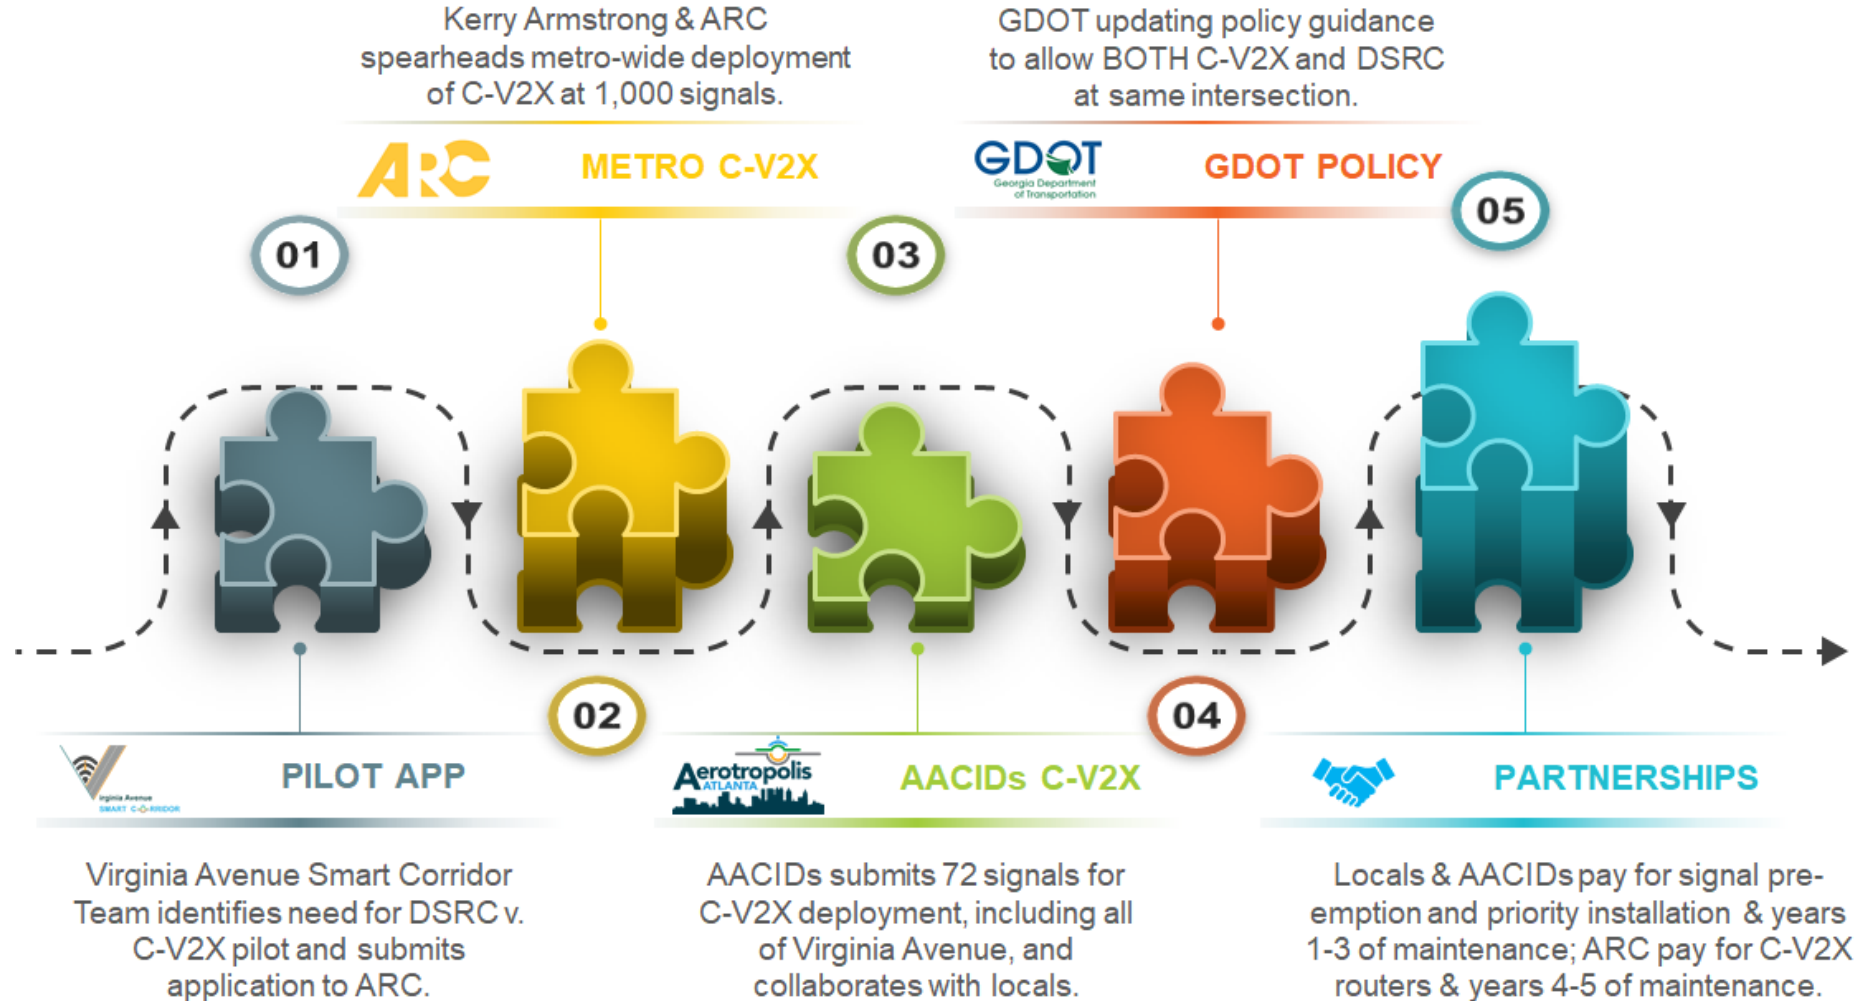 01
Virginia Avenue
SMART CORRIDOR
PILOT APP
Virginia Avenue Smart Corridor
Team identifies need for DSRC v.
C-V2X pilot and submits
application to ARC.
Kerry Armstrong & ARC
spearheads metro-wide deployment
of C-V2X at 1,000 signals.
ARC
METRO C-V2X
02
03
Aerotropolis
ATLANTA
AACIDs C-V2X
AACIDs submits 72 signals for
C-V2X deployment, including all
of Virginia Avenue, and
collaborates with locals.
GDOT updating policy guidance
to allow BOTH C-V2X and DSRC
at same intersection.
GDOT
Georgia Department
of Transportation
GDOT POLICY
04
05
PARTNERSHIPS
Locals & AACIDs pay for signal pre-
emption and priority installation & years
1-3 of maintenance; ARC pay for C-V2X
routers & years 4-5 of maintenance.